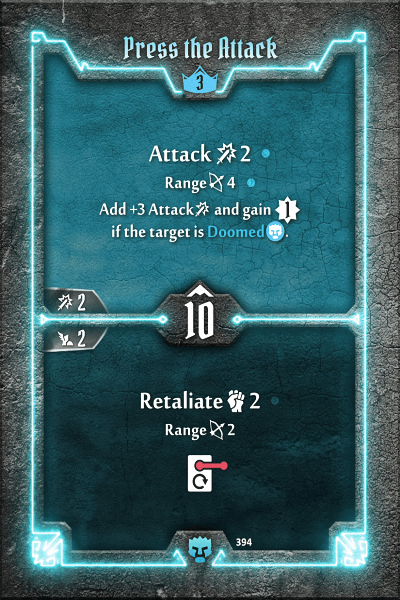 Press the Attack
3
Attack 2
Range 4
Add +3 Attack and gain 1
if the target is Doomed.
2
10
2
Retaliate 2
Range 2
394